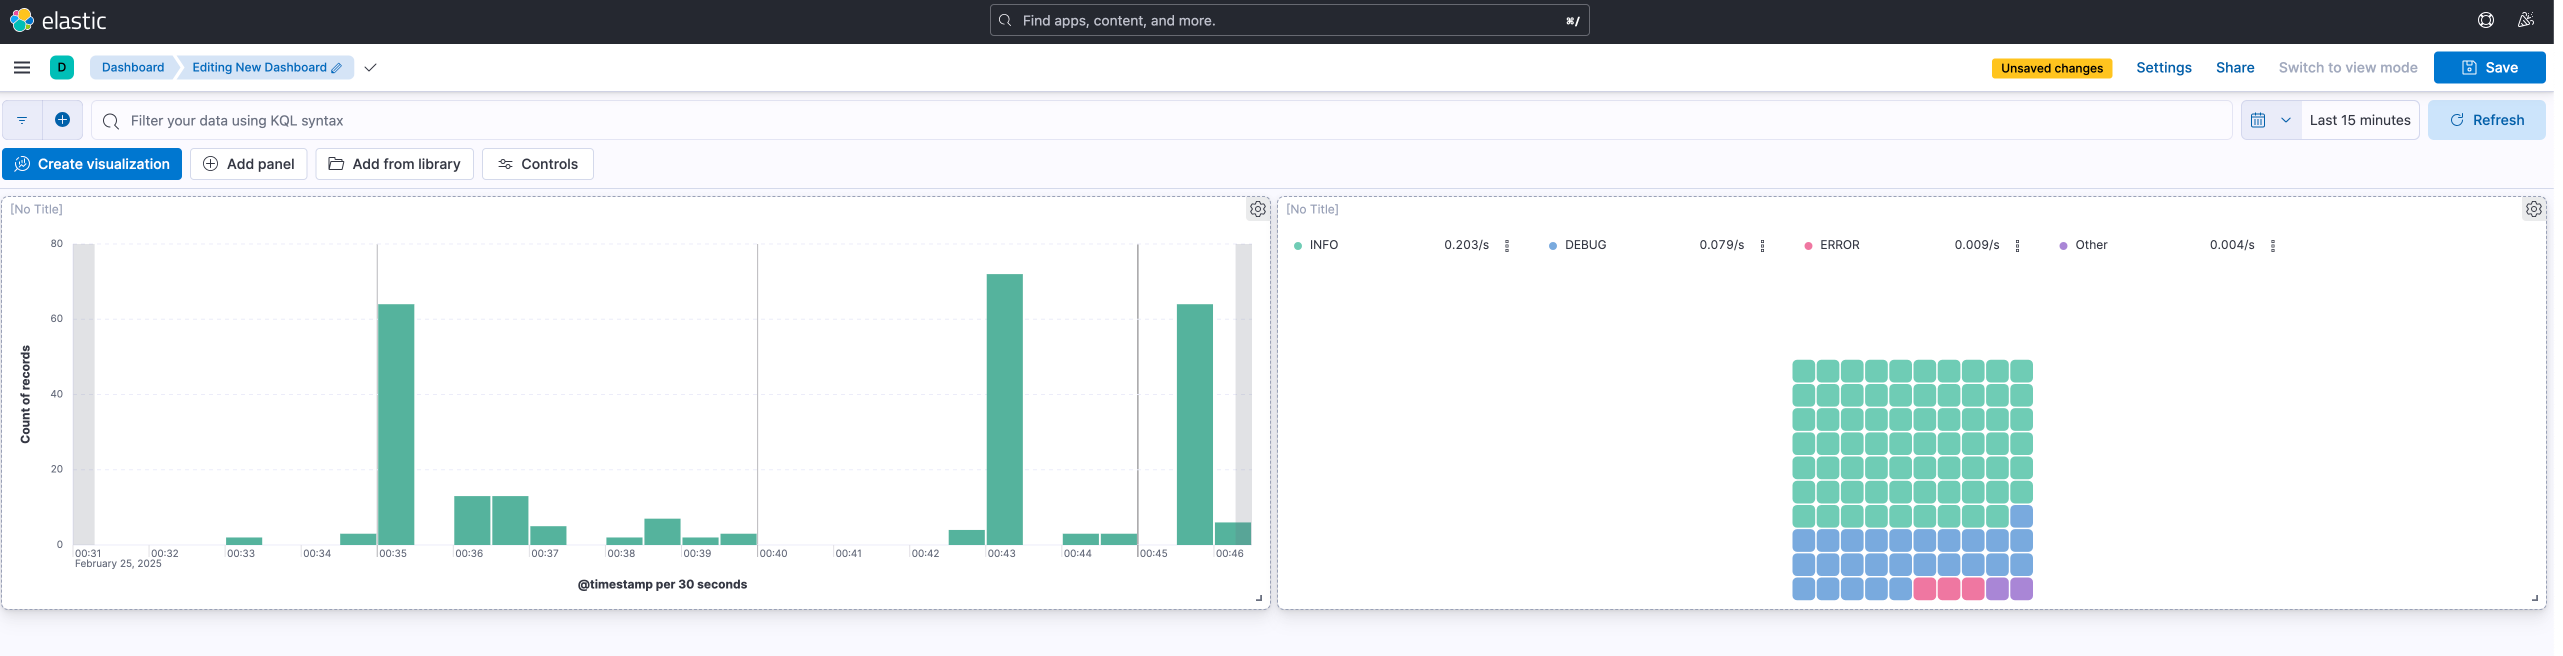 elastic
Find apps, content, and more.
⌘/
D
Dashboard
Editing New Dashboard
Unsaved changes
Settings
Share
Switch to view mode
Save
Filter your data using KQL syntax
Last 15 minutes
Refresh
Create visualization
Add panel
Add from library
Controls
[No Title]
80
60
40
20
0
Count of records
00:31
00:32
00:33
00:34
00:35
00:36
00:37
00:38
00:39
00:40
00:41
00:42
00:43
00:44
00:45
00:46
February 25, 2025
@timestamp per 30 seconds
[No Title]
INFO 0.203/s
DEBUG 0.079/s
ERROR 0.009/s
Other 0.004/s